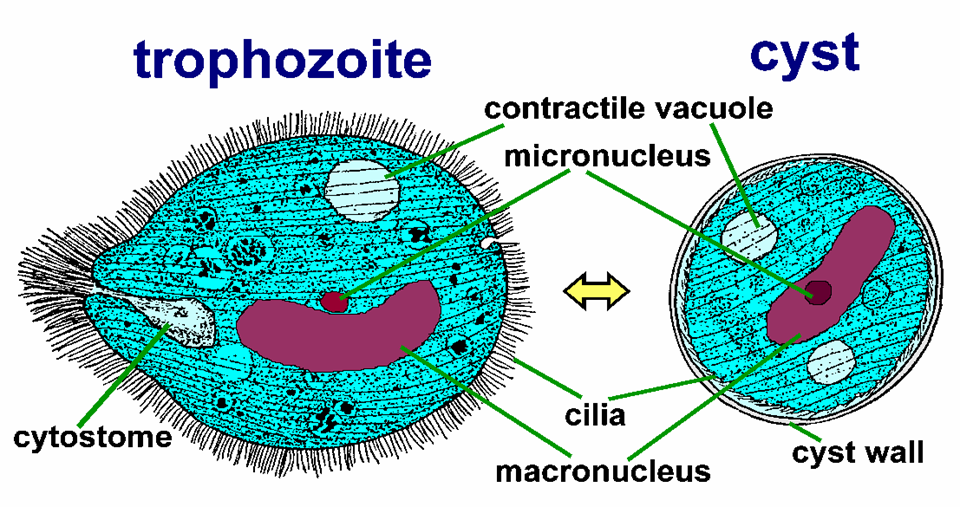 trophozoite
cyst
contractile vacuole
micronucleus
cilia
cytostome
cyst wall
macronucleus